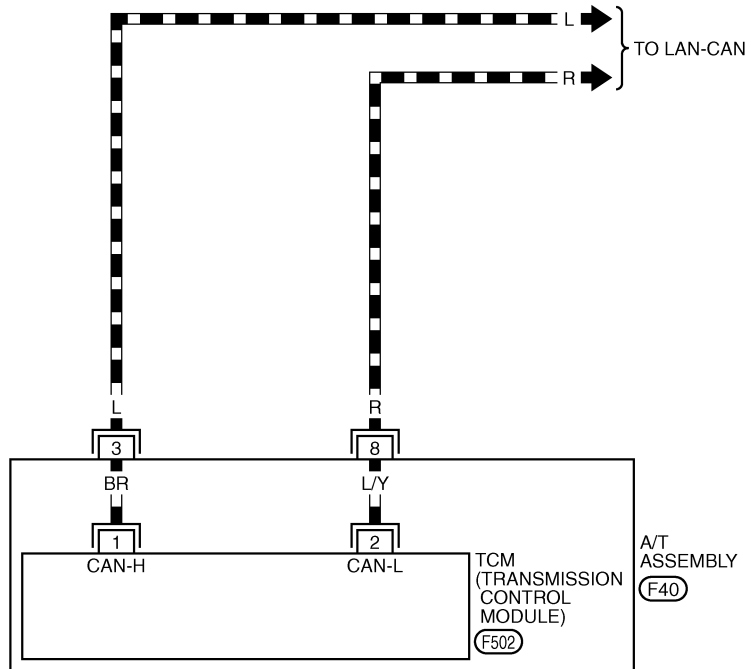 L
TO LAN-CAN
R
L
R
3
8
BR
L/Y
1
2
CAN-H
CAN-L
TCM
(TRANSMISSION
CONTROL
MODULE)
F502
A/T
ASSEMBLY
F40